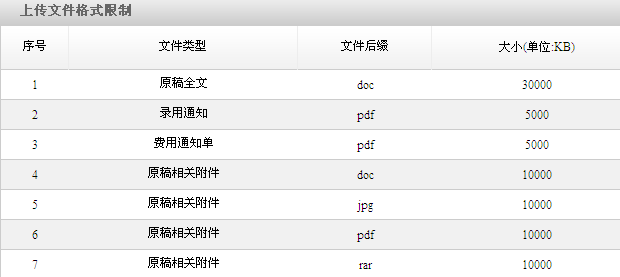 上传文件格式限制
序号 文件类型 文件后缀 大小(单位:KB)
1 原稿全文 doc 30000
2 录用通知 pdf 5000
3 费用通知单 pdf 5000
4 原稿相关附件 doc 10000
5 原稿相关附件 jpg 10000
6 原稿相关附件 pdf 10000
7 原稿相关附件 rar 10000